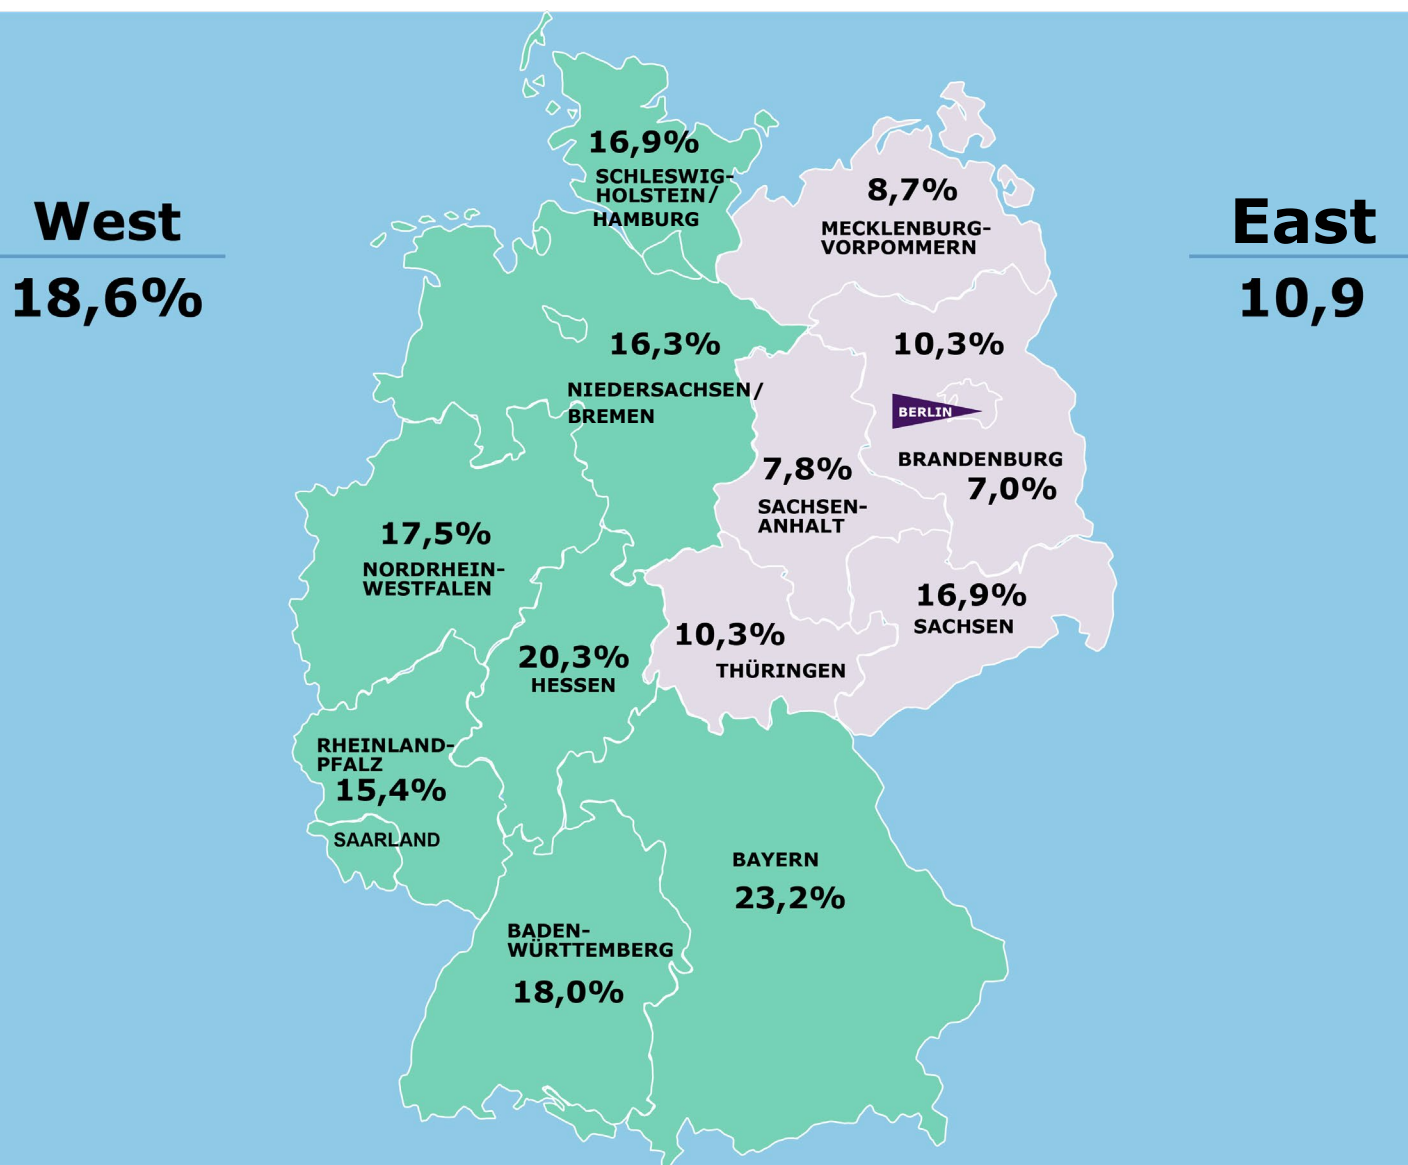 16,9%
SCHLESWIG-
HOLSTEIN/
HAMBURG
8,7%
MECKLENBURG-
VORPOMMERN
West
18,6%
East
10,9
16,3%
NIEDERSACHSEN/
BREMEN
10,3%
BERLIN
BRANDENBURG
7,0%
7,8%
SACHSEN-
ANHALT
17,5%
NORDRHEIN-
WESTFALEN
16,9%
SACHSEN
10,3%
THÜRINGEN
20,3%
HESSEN
RHEINLAND-
PFALZ
15,4%
SAARLAND
BAYERN
23,2%
BADEN-
WÜRTTEMBERG
18,0%